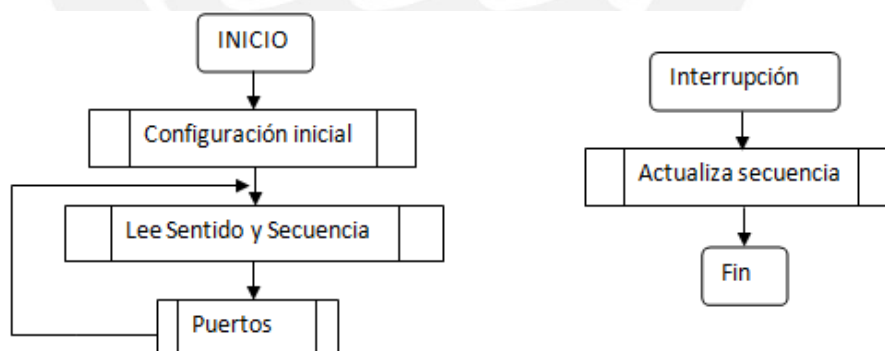 INICIO
Configuración inicial
Lee Sentido y Secuencia
Puertos
Interrupción
Actualiza secuencia
Fin